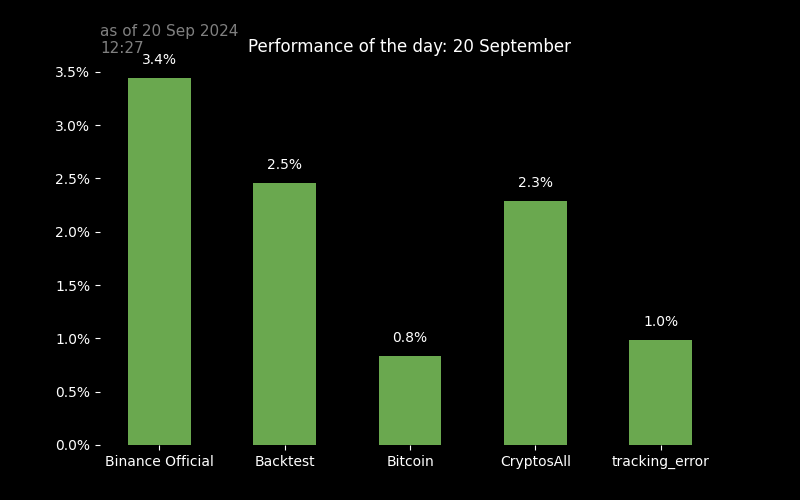 as of 20 Sep 2024
12:27
Performance of the day: 20 September
3.5%
3.0%
2.5%
2.0%
1.5%
1.0%
0.5%
0.0%
3.4%
2.5%
0.8%
2.3%
1.0%
Binance Official
Backtest
Bitcoin
CryptosAll
tracking_error